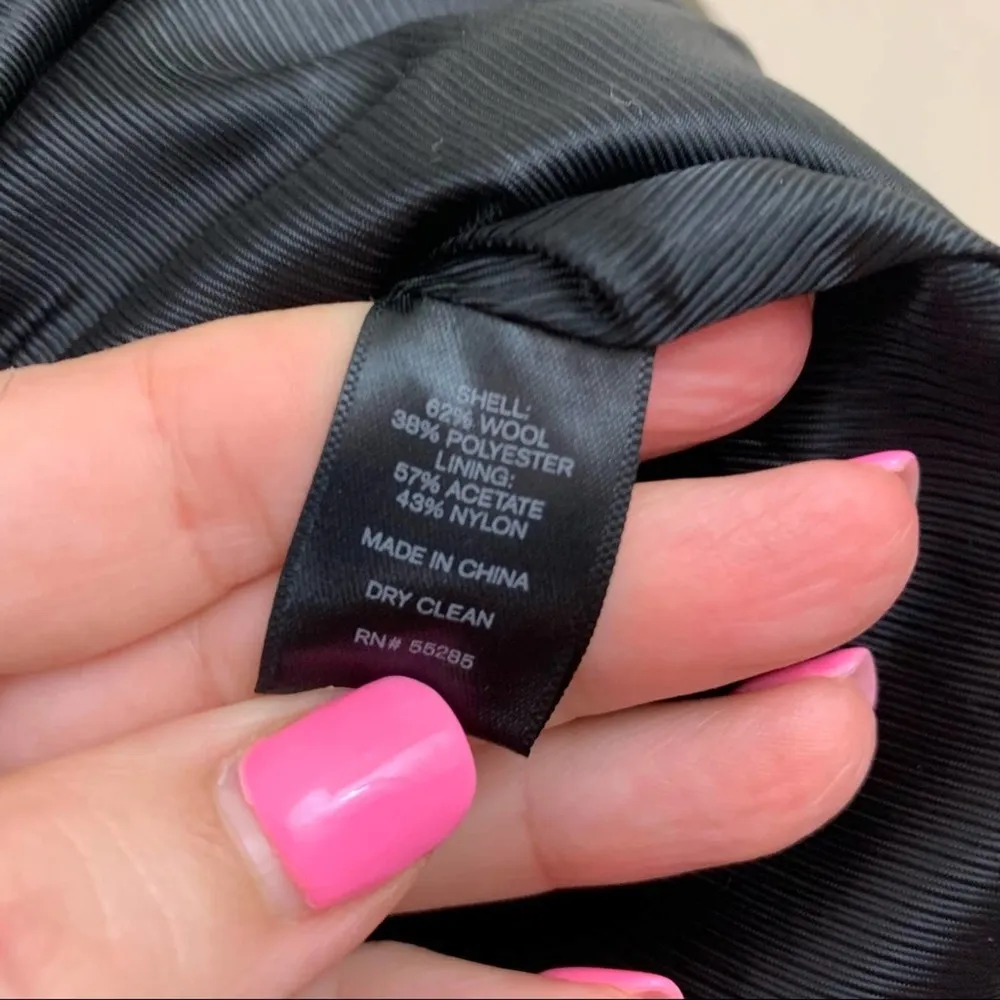 SHELL:
62% WOOL
38% POLYESTER
LINING:
57% ACETATE
43% NYLON
MADE IN CHINA
DRY CLEAN
RN# 55285